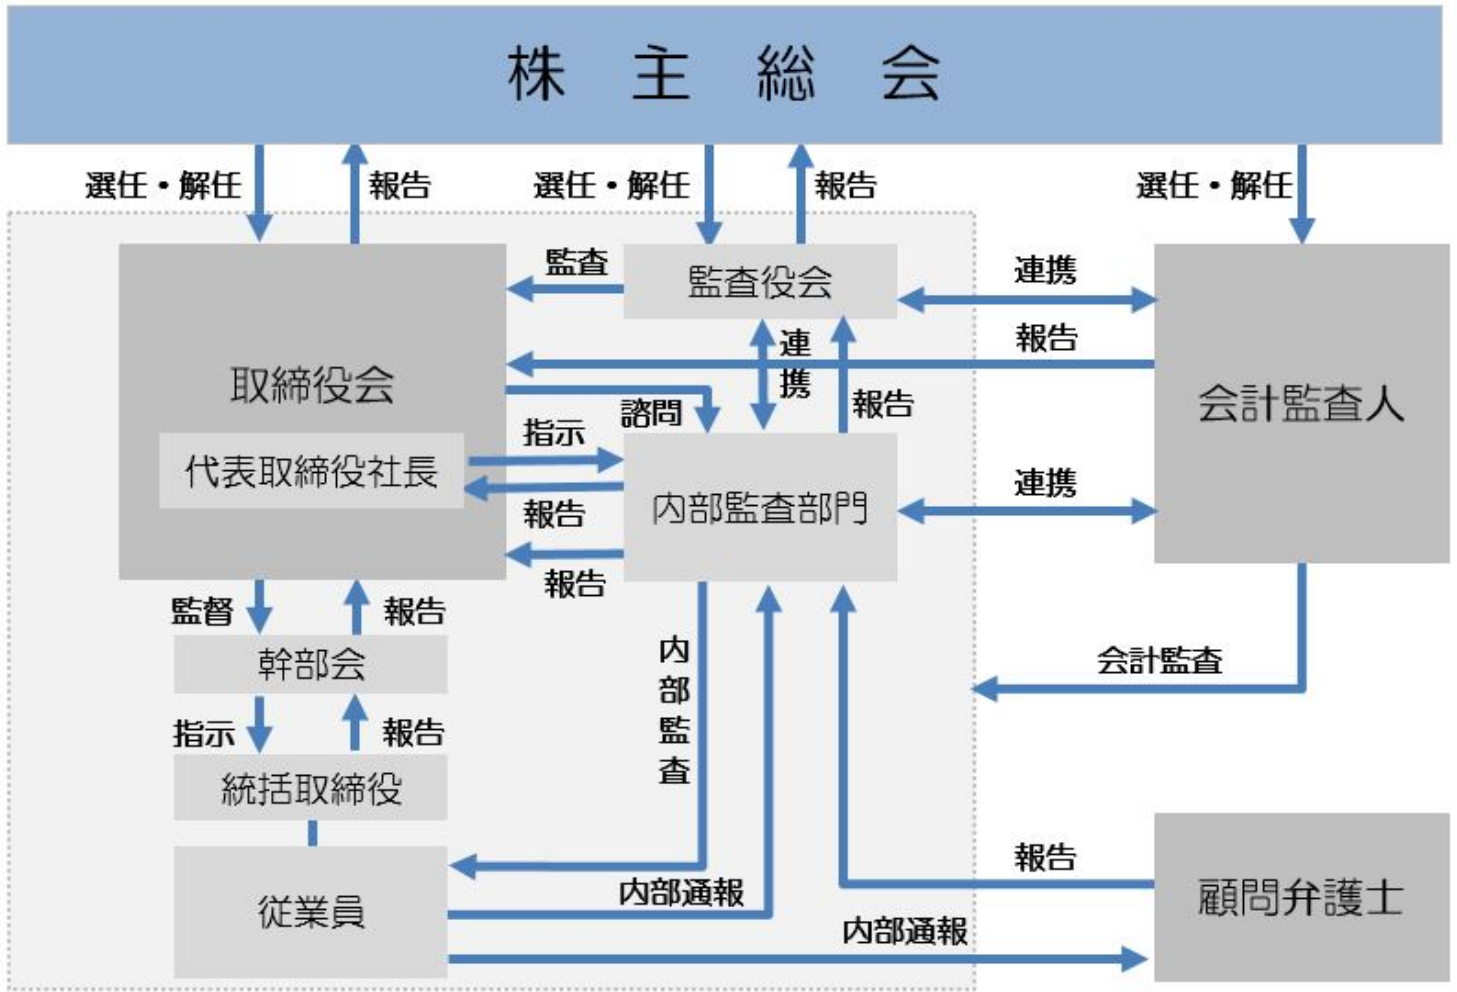 株主総会
選任・解任
報告
選任・解任
報告
選任・解任
監査
監査役会
連携
報告
連携
取締役会
諮問
報告
会計監査人
指示
代表取締役社長
報告
内部監査部門
連携
報告
監督
報告
幹部会
内部監査
会計監査
指示
報告
統括取締役
従業員
内部通報
報告
顧問弁護士
内部通報